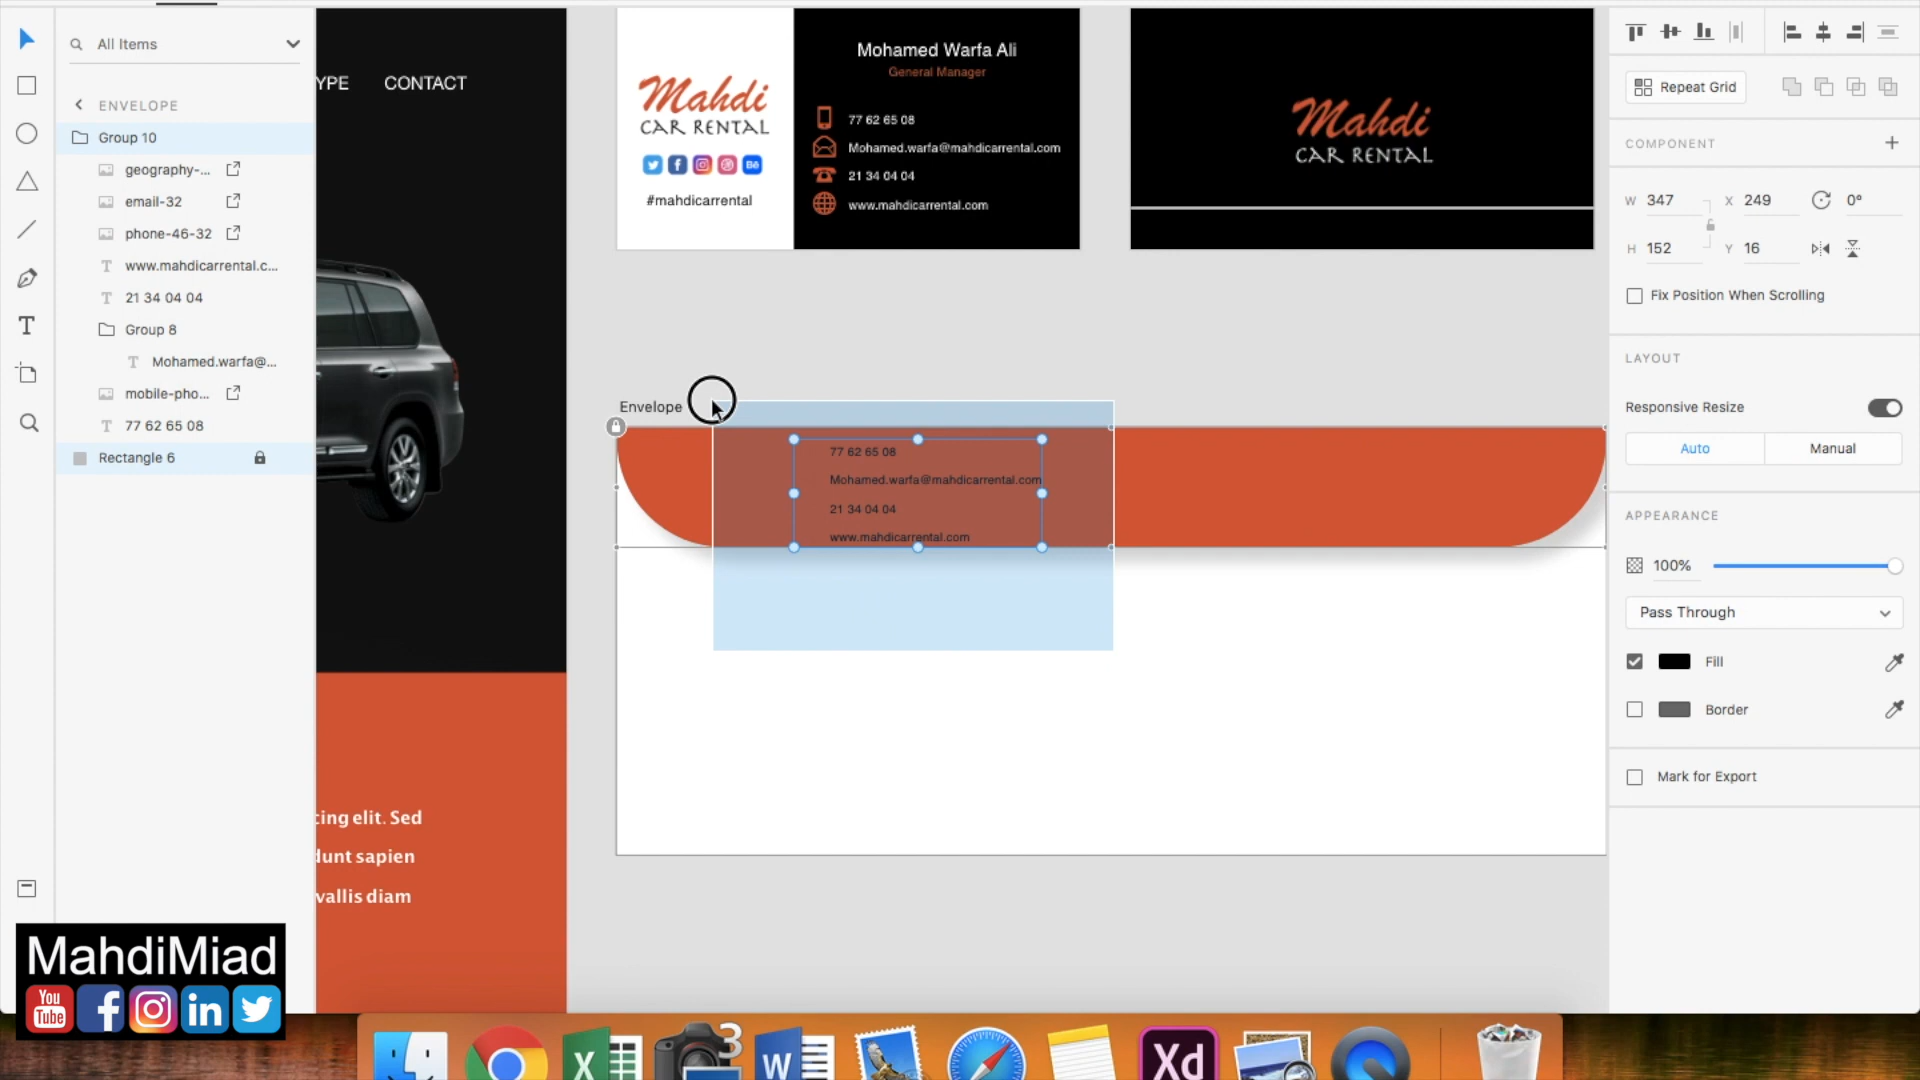 All Items
ENVELOPE
Group 10
geography-...
email-32
phone-46-32
www.mahdicarrental.c...
21 34 04 04
Group 8
Mohamed.warfa@...
mobile-pho...
77 62 65 08
Rectangle 6
YPE CONTACT
cing elit. Sed
dunt sapien
vallis diam
Mahdi
CAR RENTAL
#mahdicarrental
Mohamed Warfa Ali
General Manager
77 62 65 08
Mohamed.warfa@mahdicarrental.com
21 34 04 04
www.mahdicarrental.com
Mahdi
CAR RENTAL
Envelope
77 62 65 08
Mohamed.warfa@mahdicarrental.com
21 34 04 04
www.mahdicarrental.com
Repeat Grid
COMPONENT
W 347 X 249 0°
H 152 Y 16
Fix Position When Scrolling
LAYOUT
Responsive Resize
Auto Manual
APPEARANCE
100%
Pass Through
Fill
Border
Mark for Export
MahdiMiad
You
Tube
in
3
W
Xd